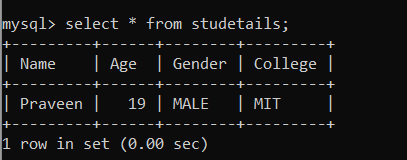 mysql> select * from studetails;
+---------+------+--------+---------+
| Name    | Age  | Gender | College |
+---------+------+--------+---------+
| Praveen |   19 | MALE   | MIT     |
+---------+------+--------+---------+
1 row in set (0.00 sec)